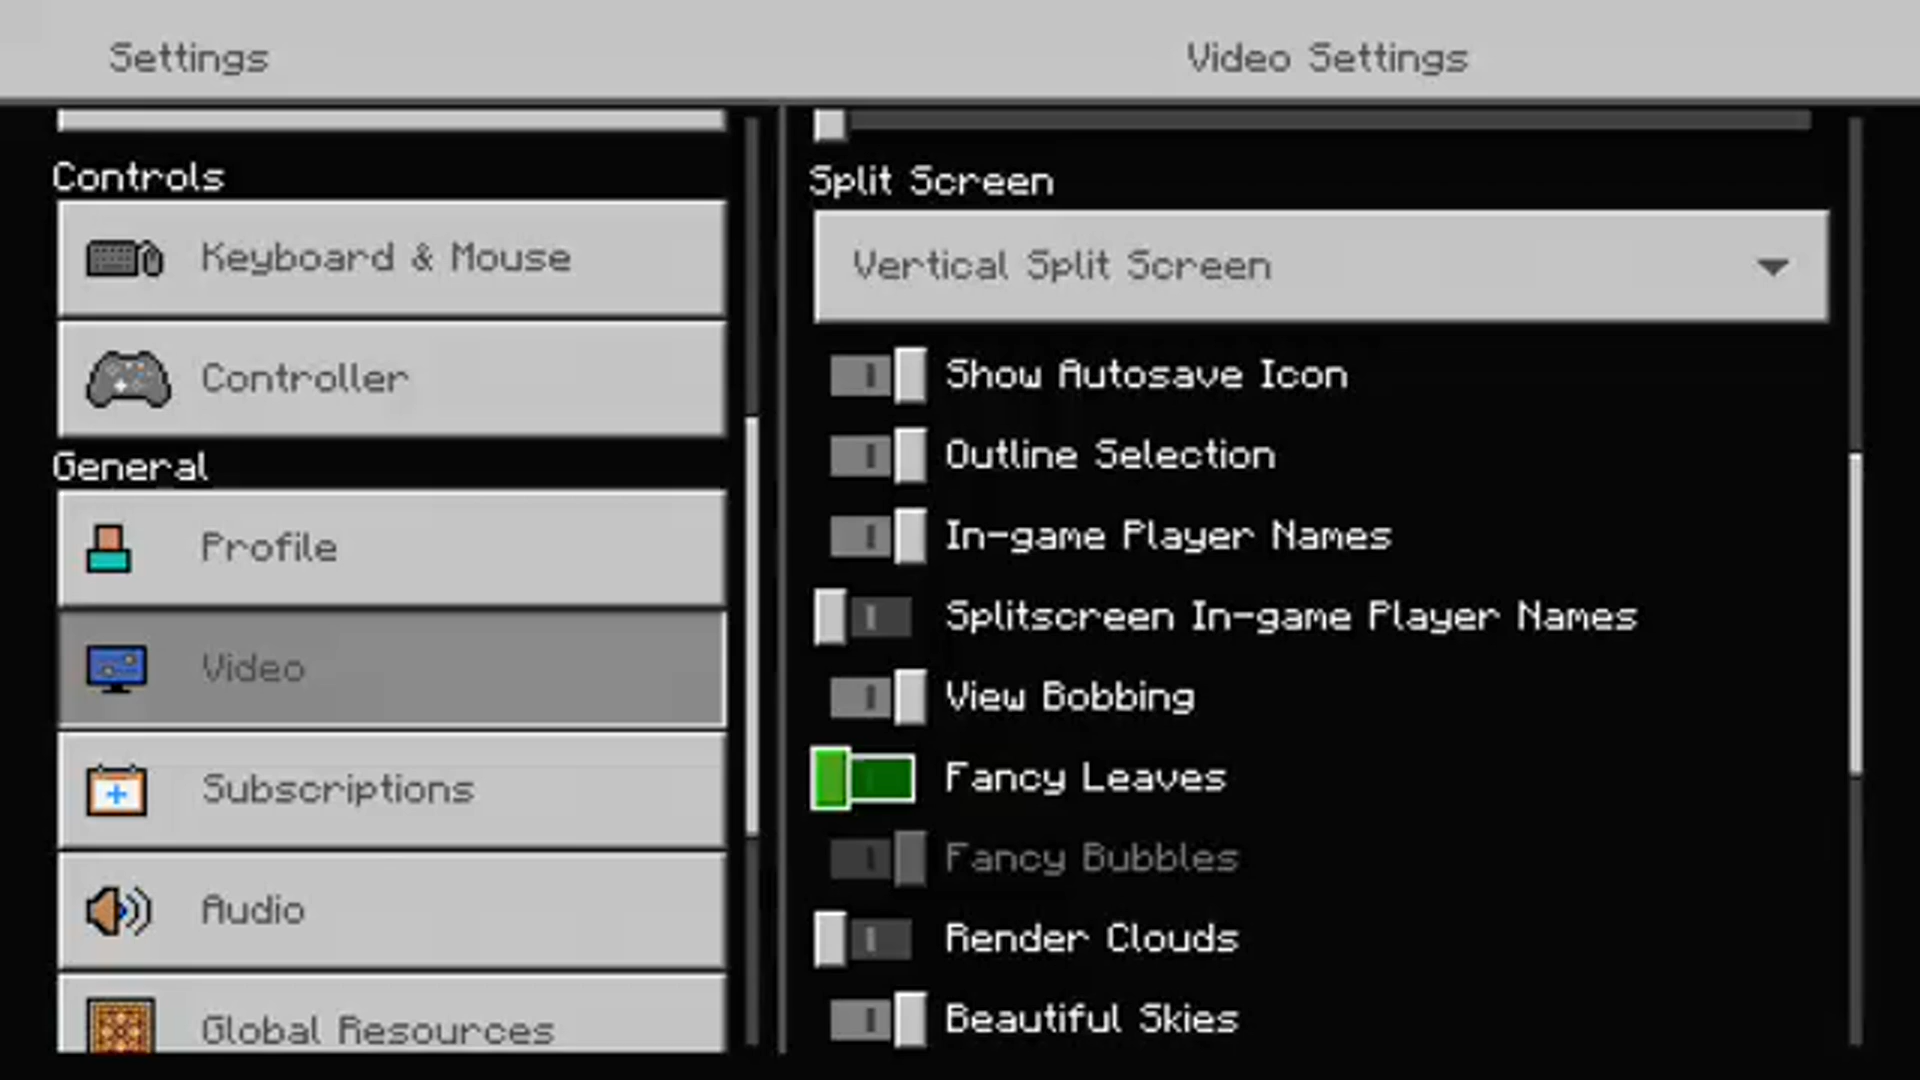 Settings
Video Settings
Controls
Keyboard & Mouse
Controller
General
Profile
Video
Subscriptions
Audio
Global Resources
Split Screen
Vertical Split Screen
Show Autosave Icon
Outline Selection
In-game Player Names
Splitscreen In-game Player Names
View Bobbing
Fancy Leaves
Fancy Bubbles
Render Clouds
Beautiful Skies